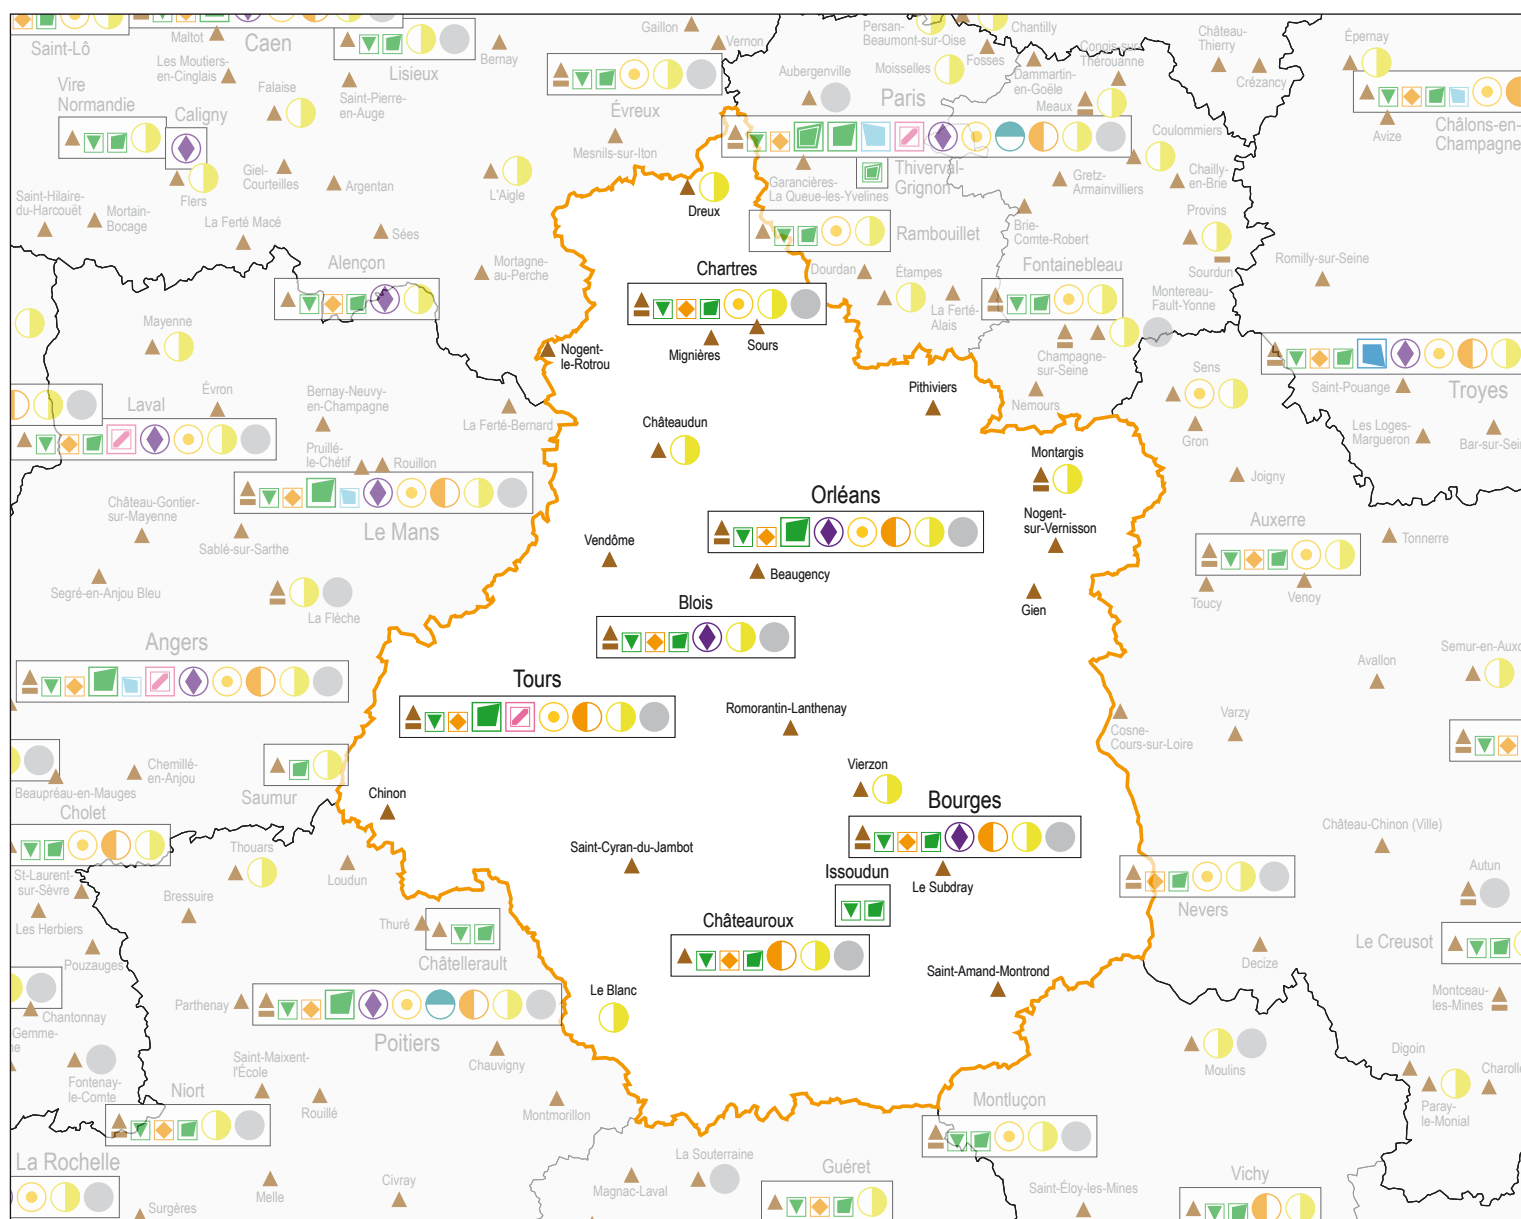 Saint-Lô
Maltot
Caen
Les Moutiers-
en-Cinglais
Lisieux
Bernay
Gaillon
Vernon
Persan-
Beaumont-sur-Oise
Chantilly
Fosses
Moisselles
Dammartin-
en-Goële
Congis-sur-
Thérouanne
Château-
Thierry
Crézancy
Épernay
Vire
Normandie
Falaise
Saint-Pierre-
en-Auge
Caligny
Évreux
Aubergenville
Paris
Meaux
Avize
Châlons-en-
Champagne
Mesnils-sur-Iton
Coulommiers
Giel-
Courteilles
Argentan
Flers
L'Aigle
Garancières-
La Queue-les-Yvelines
Thiverval-
Grignon
Gretz-
Armainvilliers
Chailly-
en-Brie
Saint-Hilaire-
du-Harcouët
Mortain-
Bocage
La Ferté Macé
Sées
Dreux
Rambouillet
Brie-
Comte-Robert
Provins
Sourdun
Romilly-sur-Seine
Alençon
Mortagne-
au-Perche
Chartres
Dourdan
Étampes
La Ferté-
Alais
Fontainebleau
Montereau-
Fault-Yonne
Mayenne
Nogent-
le-Rotrou
Mignières
Sours
Champagne-
sur-Seine
Pithiviers
Nemours
Sens
Gron
Saint-Pouange
Troyes
Laval
Évron
Bernay-Neuvy-
en-Champagne
La Ferté-Bernard
Châteaudun
Les Loges-
Margueron
Bar-sur-Sei
Pruillé-
le-Chétif
Rouillon
Le Mans
Montargis
Joigny
Château-Gontier-
sur-Mayenne
Sablé-sur-Sarthe
Orléans
Nogent-
sur-Vernisson
Auxerre
Tonnerre
Segré-en-Anjou Bleu
La Flèche
Vendôme
Beaugency
Gien
Toucy
Venoy
Angers
Blois
Avallon
Semur-en-Auxo
Tours
Romorantin-Lanthenay
Cosne-
Cours-sur-Loire
Varzy
Beaupréau-en-Mauges
Chemillé-
en-Anjou
Saumur
Chinon
Vierzon
Bourges
Château-Chinon (Ville)
Cholet
Thouars
Loudun
Saint-Cyran-du-Jambot
Issoudun
Le Subdray
Nevers
Autun
St-Laurent-
sur-Sèvre
Bressuire
Les Herbiers
Pouzauges
Thuré
Châtellerault
Châteauroux
Saint-Amand-Montrond
Decize
Le Creusot
Montceau-
les-Mines
Parthenay
Poitiers
Le Blanc
Chantonnay
Gemme-
Fontenay-
le-Comte
Saint-Maixent-
l'École
Chauvigny
Moulins
Digoin
Charoll
Paray-
le-Monial
Niort
Rouillé
Montmorillon
Montluçon
La Rochelle
Melle
Civray
Surgères
Magnac-Laval
La Souterraine
Guéret
Saint-Éloy-les-Mines
Vichy